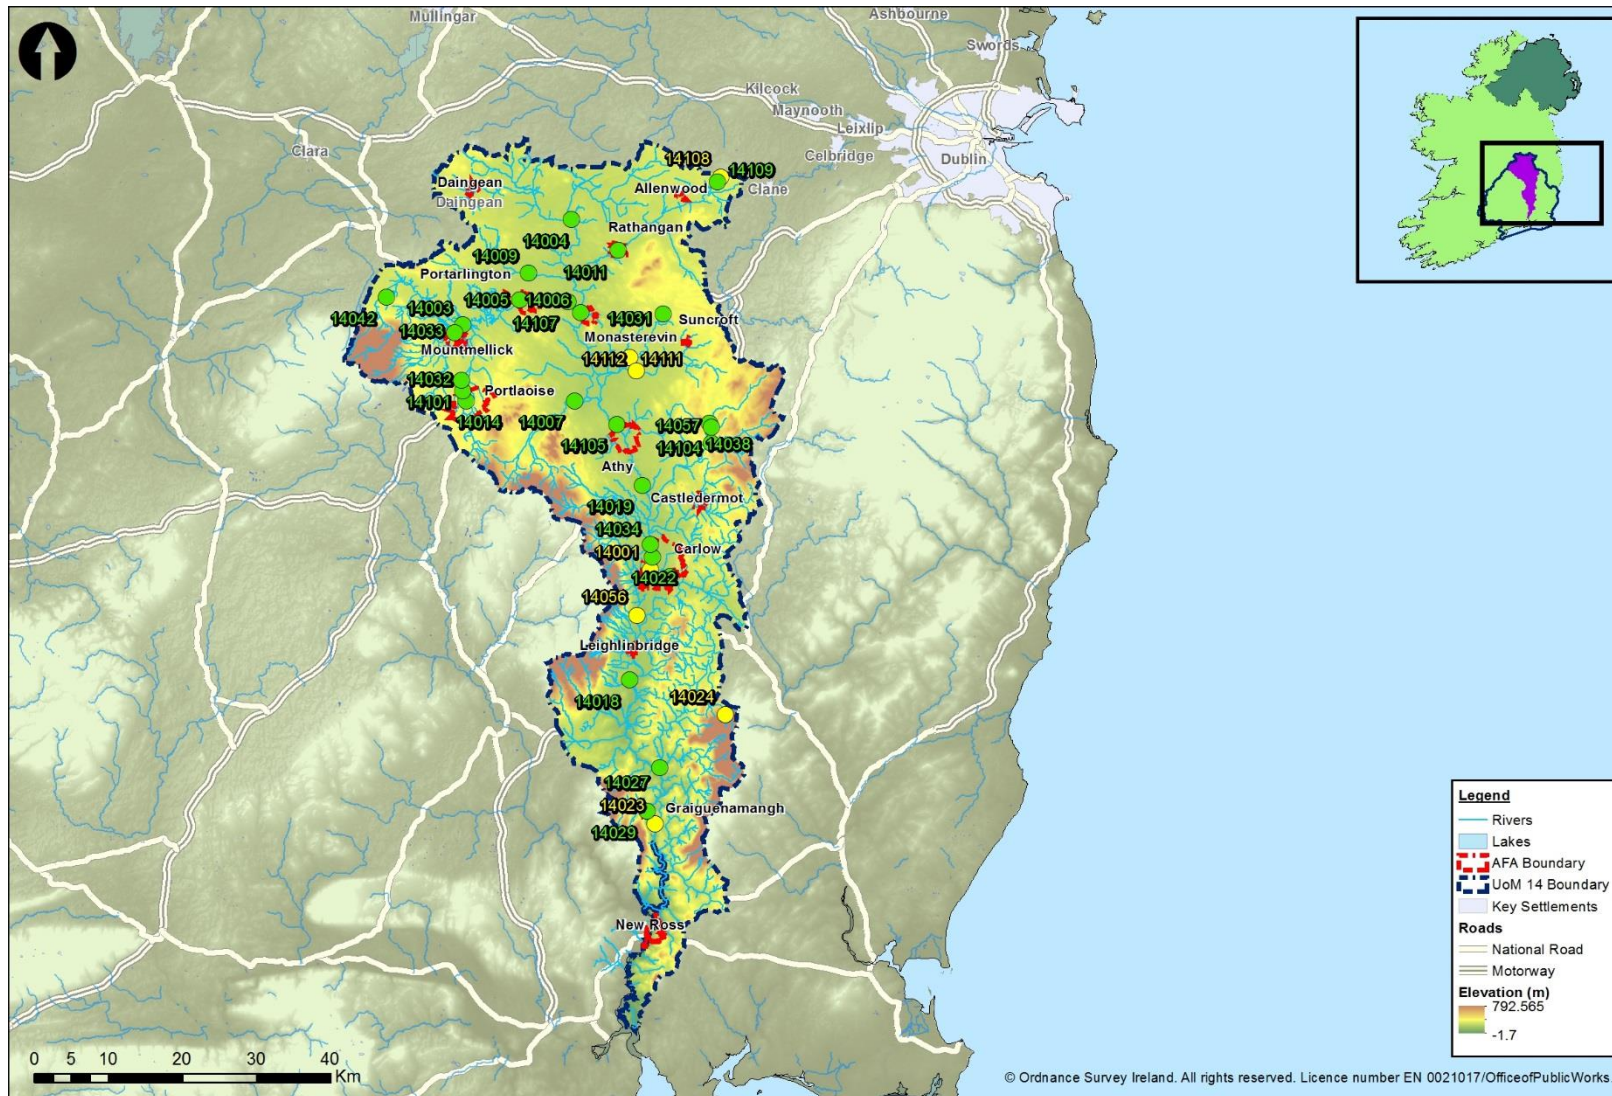 Mullingar
Ashbourne
Swords
Kilcock
Maynooth
Leixlip
Celbridge
Dublin
Clara
14108
14109
Clane
Daingean
Daingean
Allenwood
14004
Rathangan
14009
14011
Portarlington
14042
14003
14005
14006
14107
14031
Suncroft
14033
Mountmellick
Monasterevin
14112
14111
14032
Portlaoise
14101
14014
14007
14105
14057
14104
14038
Athy
14019
Castledermot
14034
14001
Carlow
14022
14056
Leighlinbridge
14018
14024
14027
14023
Graiguenamangh
14029
New Ross
Legend
Rivers
Lakes
AFA Boundary
UoM 14 Boundary
Key Settlements
Roads
National Road
Motorway
Elevation (m)
792.565
-1.7
0 5 10 20 30 40
Km
© Ordnance Survey Ireland. All rights reserved. Licence number EN 0021017/OfficeofPublicWorks